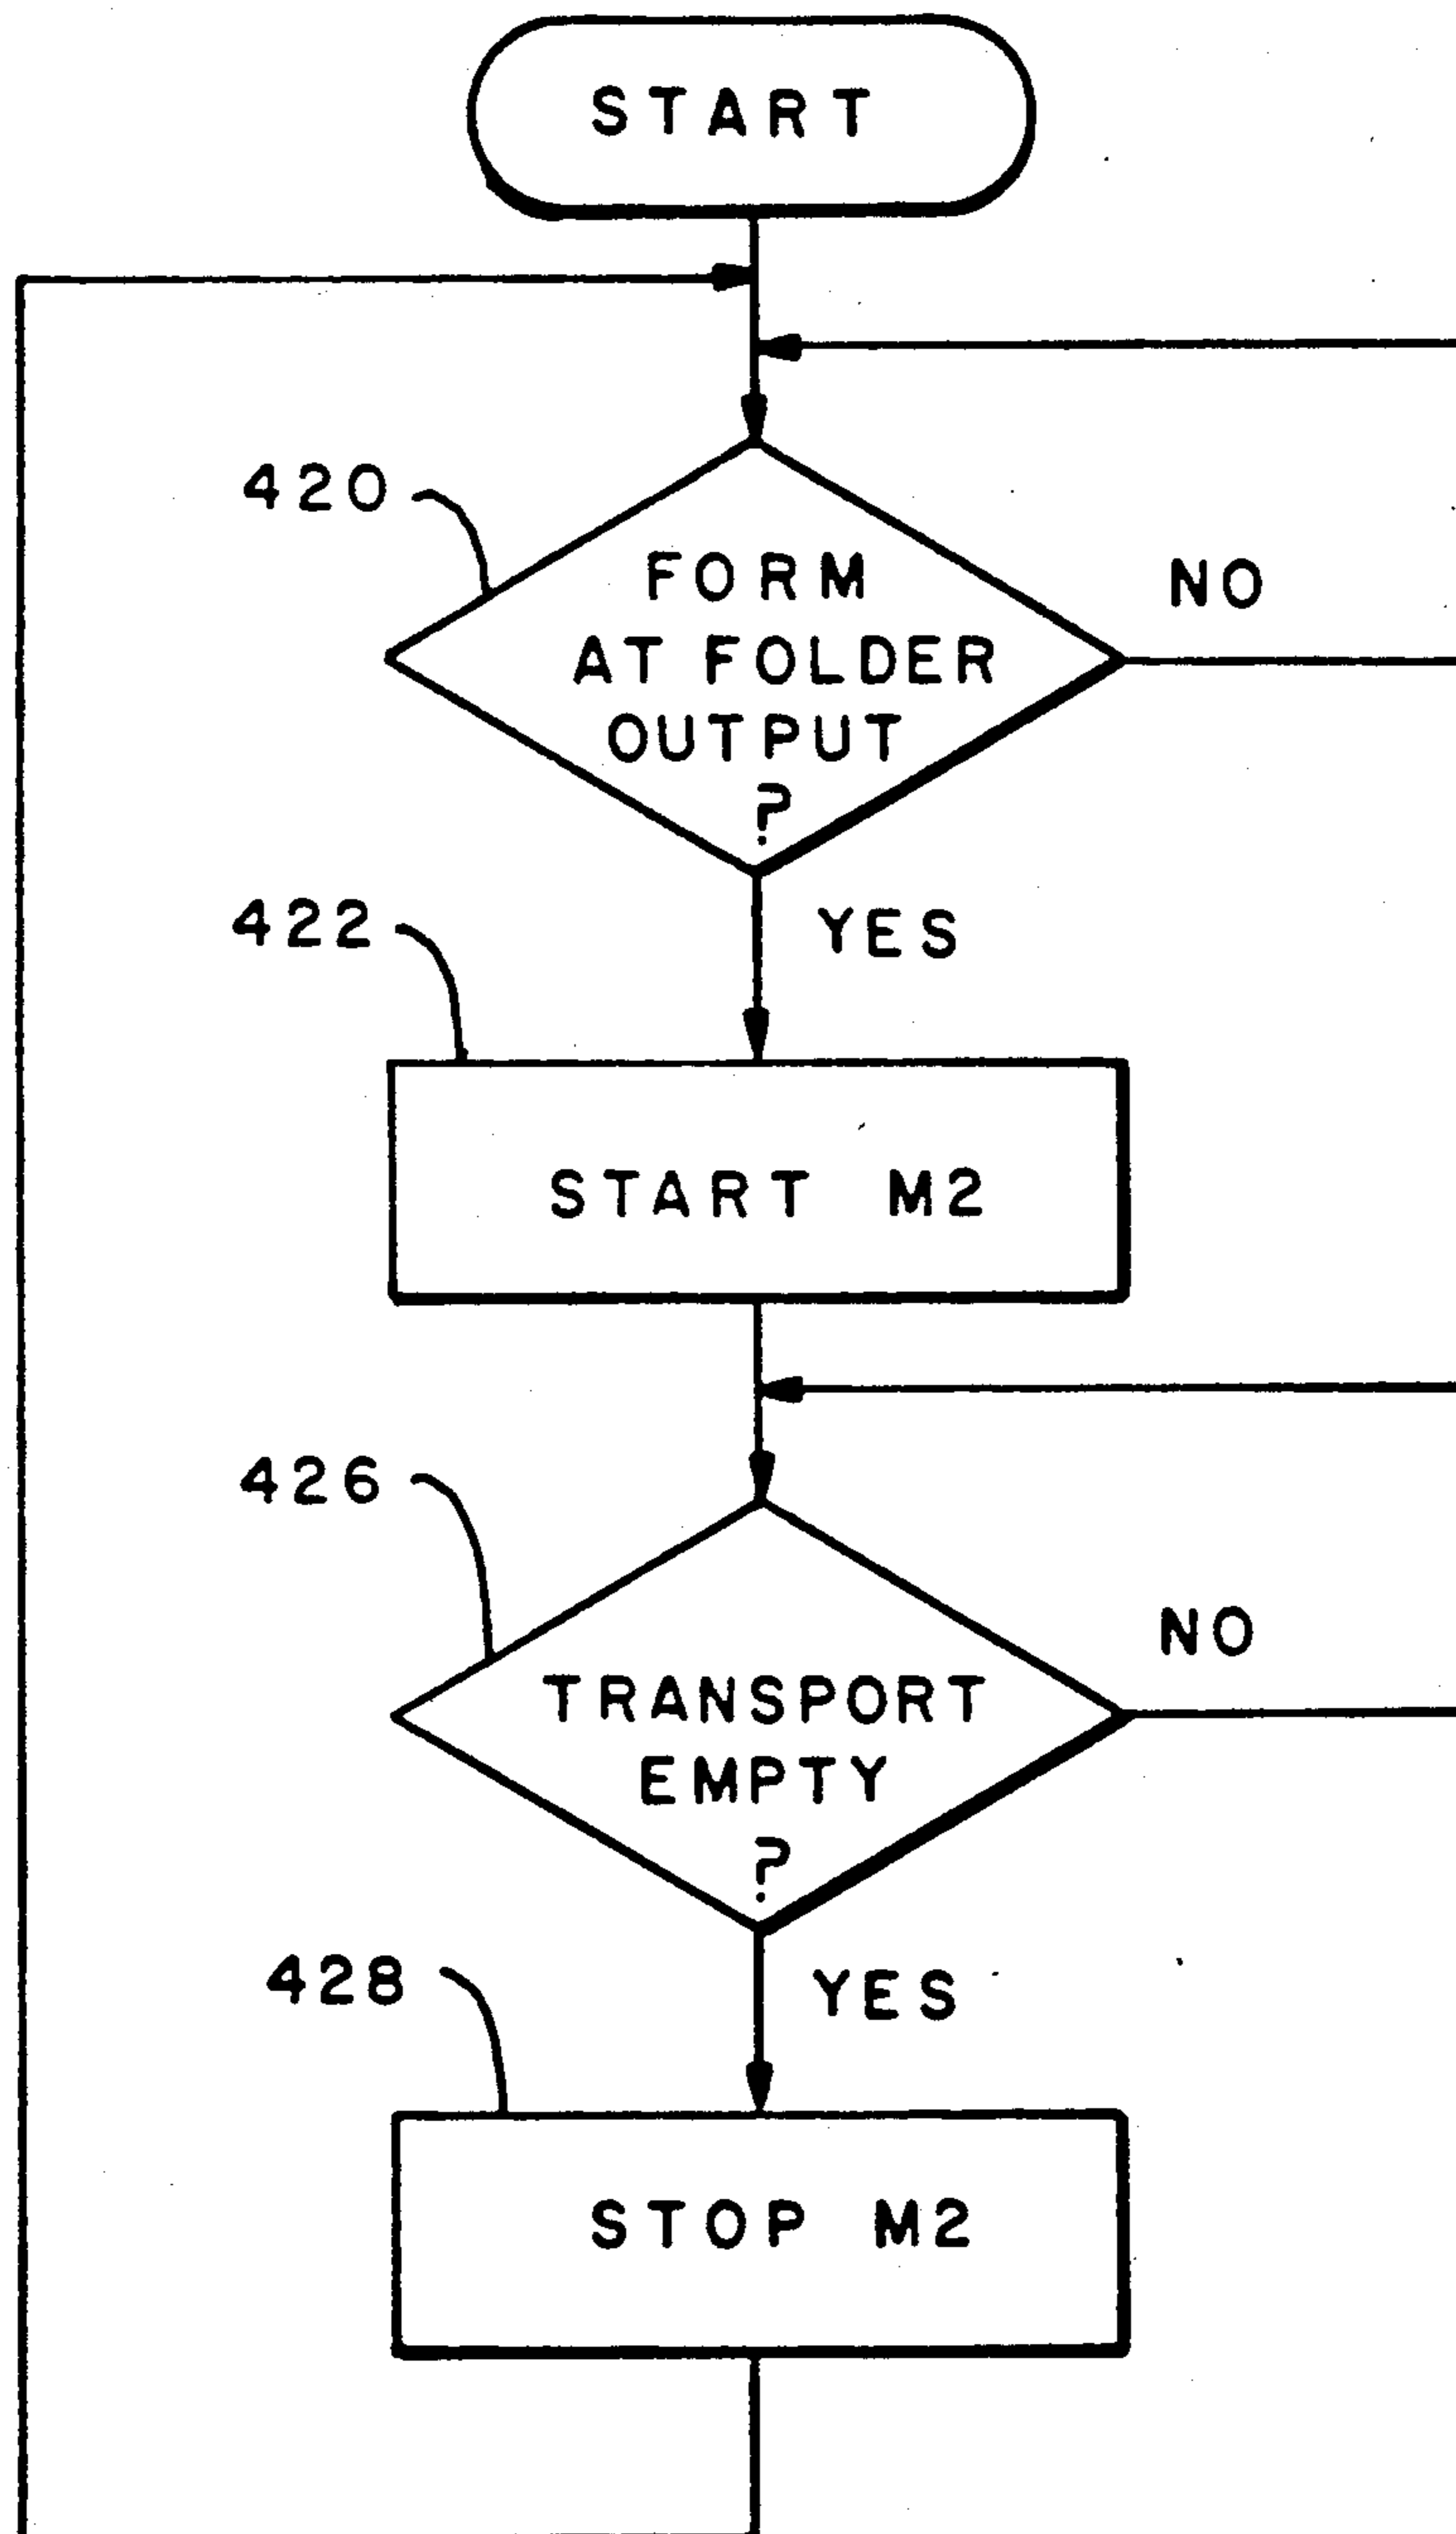 START
420
FORM
AT FOLDER
OUTPUT
?
NO
422
YES
START M2
426
NO
TRANSPORT
EMPTY
?
428
YES
STOP M2